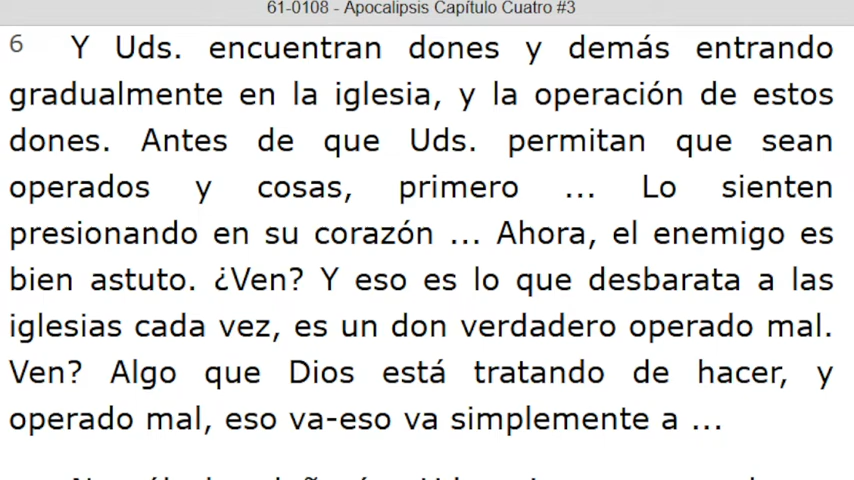 61-0108 - Apocalipsis Capítulo Cuatro #3
6 Y Uds. encuentran dones y demás entrando
gradualmente en la iglesia, y la operación de estos
dones. Antes de que Uds. permitan que sean
operados y cosas, primero ... Lo sienten
presionando en su corazón ... Ahora, el enemigo es
bien astuto. ¿Ven? Y eso es lo que desbarata a las
iglesias cada vez, es un don verdadero operado mal.
Ven? Algo que Dios está tratando de hacer, y
operado mal, eso va-eso va simplemente a ...